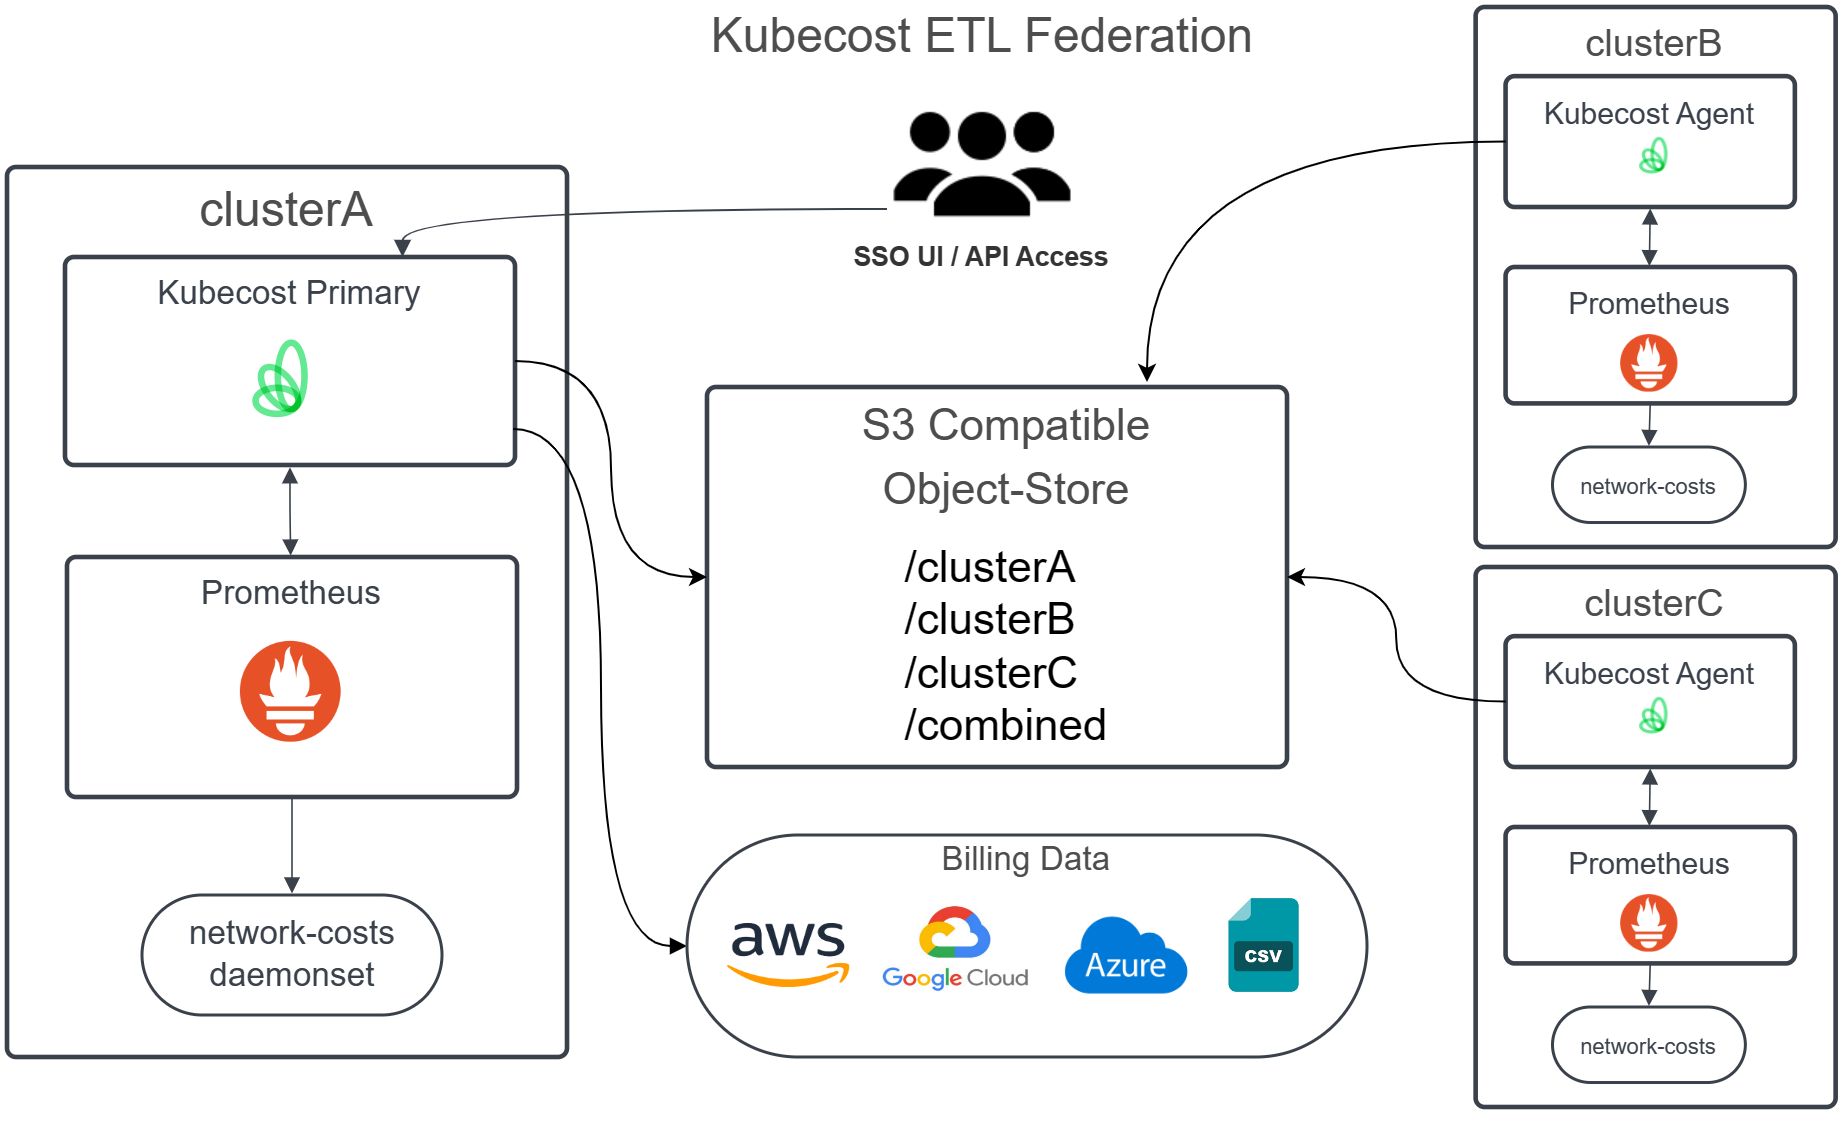 Kubecost ETL Federation
SSO UI / API Access
clusterA
Kubecost Primary
Prometheus
network-costs
daemonset
S3 Compatible
Object-Store
/clusterA
/clusterB
/clusterC
/combined
Billing Data
aws
Google Cloud
Azure
CSV
clusterB
Kubecost Agent
Prometheus
network-costs
clusterC
Kubecost Agent
Prometheus
network-costs